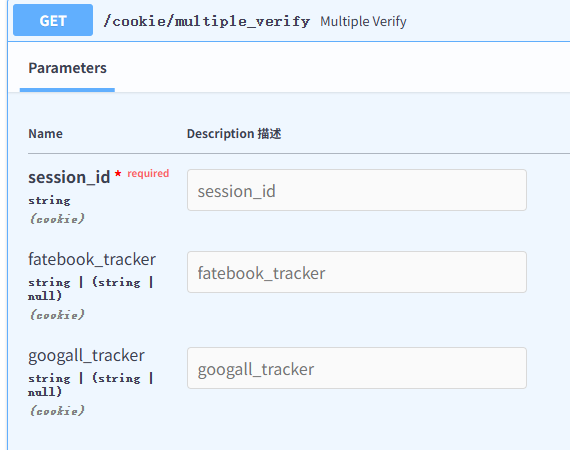 GET /cookie/multiple_verify Multiple Verify
Parameters
Name Description 描述
session_id * required session_id
string
(cookie)
fatebook_tracker fatebook_tracker
string | (string |
null)
(cookie)
googall_tracker googall_tracker
string | (string |
null)
(cookie)